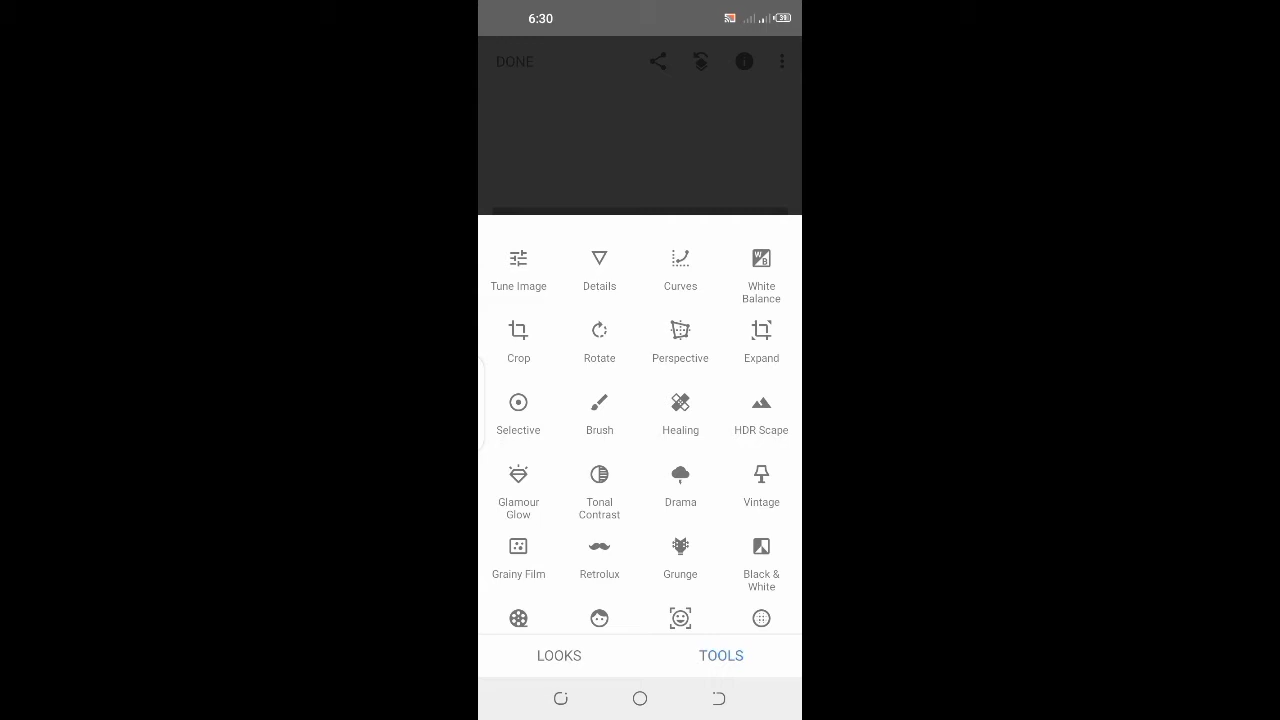 6:30
39
DONE
Tune Image
Details
Curves
White
Balance
Crop
Rotate
Perspective
Expand
Selective
Brush
Healing
HDR Scape
Glamour
Glow
Tonal
Contrast
Drama
Vintage
Grainy Film
Retrolux
Grunge
Black &
White
LOOKS
TOOLS